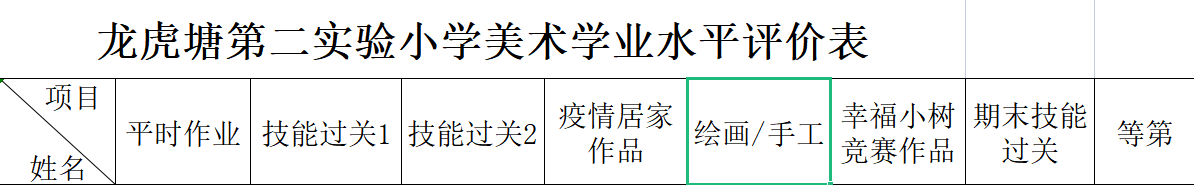 龙虎塘第二实验小学美术学业水平评价表
项目
姓名
平时作业
技能过关1
技能过关2
疫情居家
作品
绘画/手工
幸福小树
竞赛作品
期末技能
过关
等第